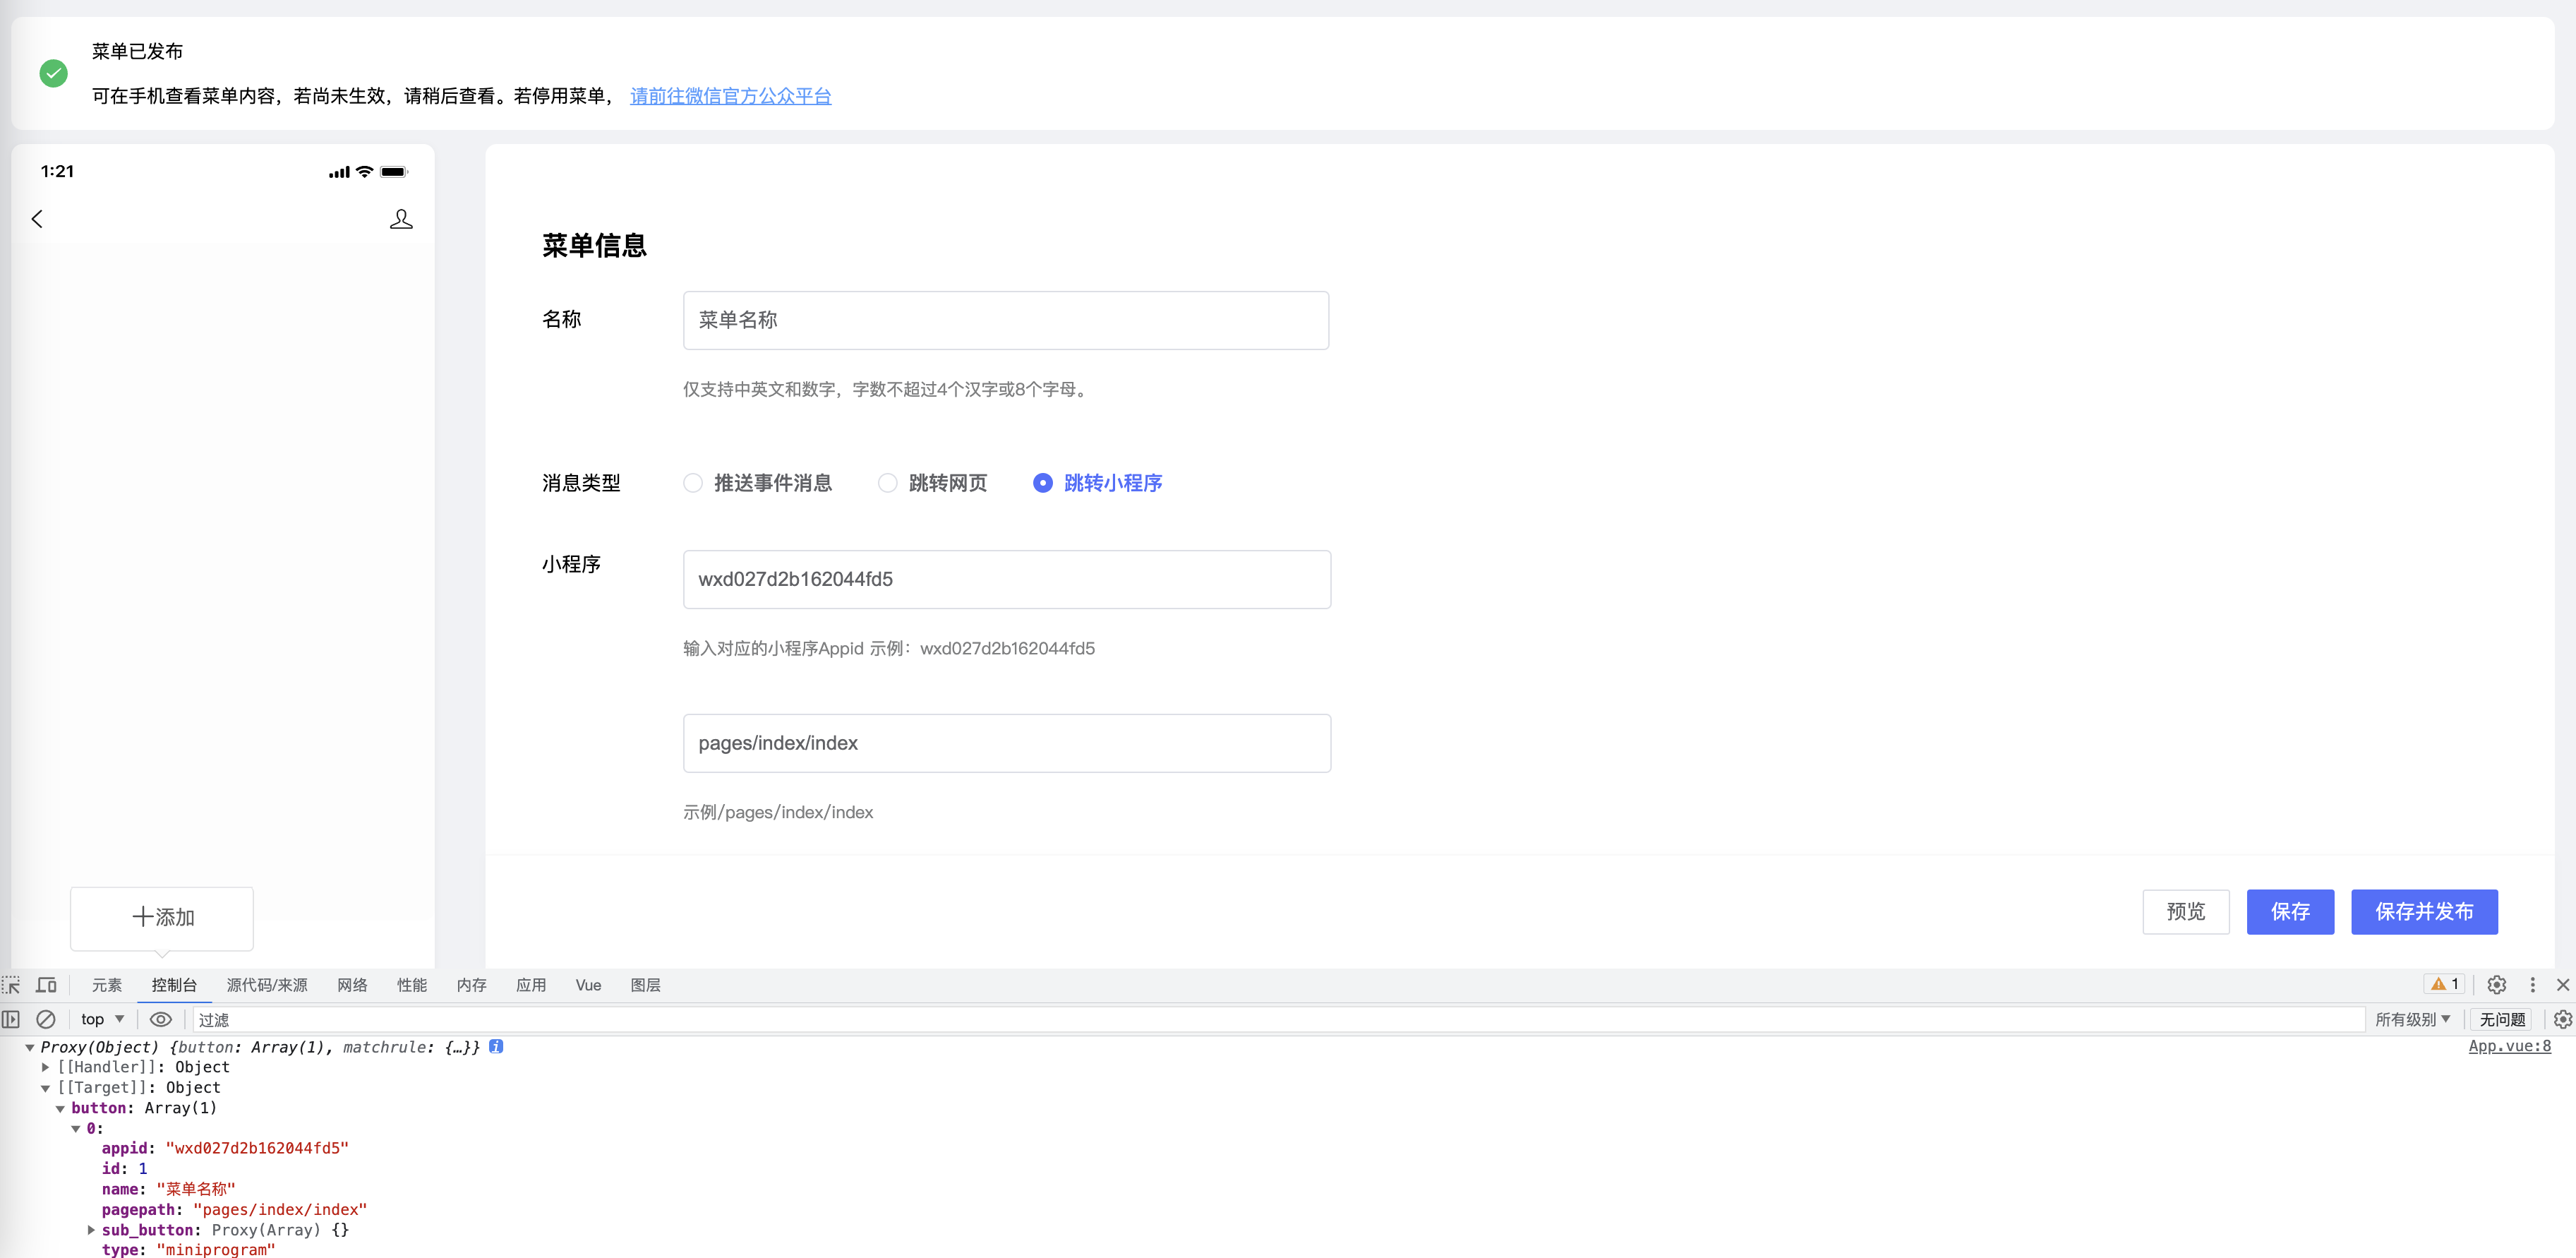 菜单已发布
可在手机查看菜单内容，若尚未生效，请稍后查看。若停用菜单， 请前往微信官方公众平台
1:21
菜单信息
名称
菜单名称
仅支持中英文和数字，字数不超过4个汉字或8个字母。
消息类型
推送事件消息 跳转网页 跳转小程序
小程序
wxd027d2b162044fd5
输入对应的小程序Appid 示例：wxd027d2b162044fd5
pages/index/index
示例/pages/index/index
添加
预览 保存 保存并发布
元素 控制台 源代码/来源 网络 性能 内存 应用 Vue 图层 1
top 过滤 所有级别 无问题
Proxy(Object) {button: Array(1), matchrule: {…}} i App.vue:8
[[Handler]]: Object
[[Target]]: Object
button: Array(1)
0:
appid: "wxd027d2b162044fd5"
id: 1
name: "菜单名称"
pagepath: "pages/index/index"
sub_button: Proxy(Array) {}
type: "miniprogram"